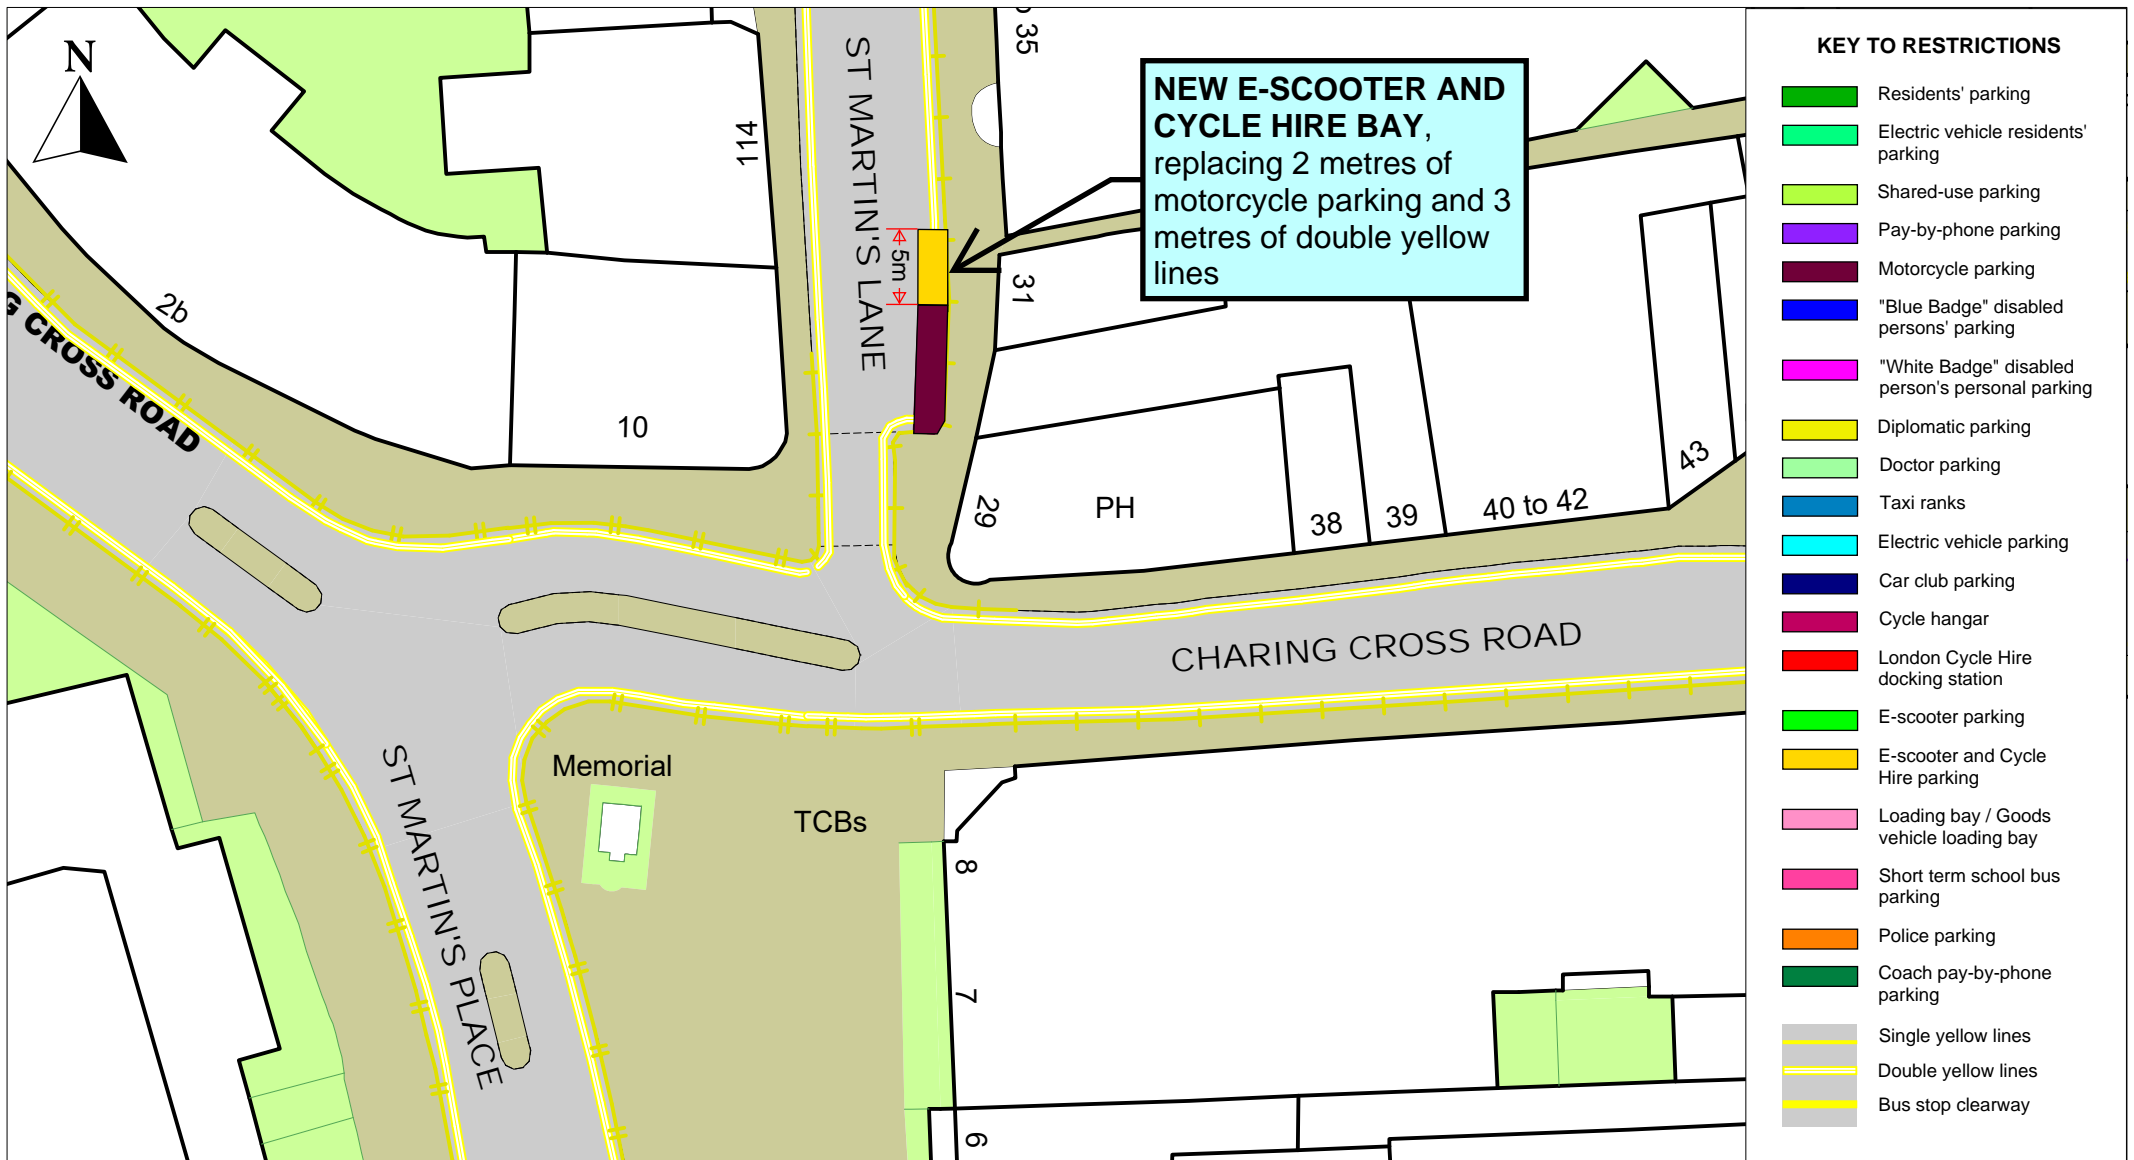 N
ST MARTIN'S LANE
35
114
NEW E-SCOOTER AND
CYCLE HIRE BAY,
replacing 2 metres of
motorcycle parking and 3
metres of double yellow
lines
5m
31
2b
G CROSS ROAD
10
29
PH
38
39
40 to 42
43
CHARING CROSS ROAD
ST MARTIN'S PLACE
Memorial
TCBs
8
7
6
KEY TO RESTRICTIONS
Residents' parking
Electric vehicle residents'
parking
Shared-use parking
Pay-by-phone parking
Motorcycle parking
"Blue Badge" disabled
persons' parking
"White Badge" disabled
person's personal parking
Diplomatic parking
Doctor parking
Taxi ranks
Electric vehicle parking
Car club parking
Cycle hangar
London Cycle Hire
docking station
E-scooter parking
E-scooter and Cycle
Hire parking
Loading bay / Goods
vehicle loading bay
Short term school bus
parking
Police parking
Coach pay-by-phone
parking
Single yellow lines
Double yellow lines
Bus stop clearway